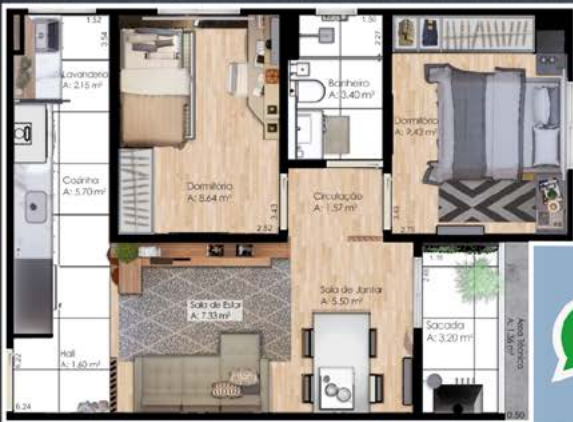 1.52
3.54
Lavanderia
A: 2.15 m²
Cozinha
A: 5.70 m²
Hall
A: 1.60 m²
6.24
Dormitório
A: 8.64 m²
3.43
2.52
1.50
2.27
Banheiro
A: 3.40 m²
Circulação
A: 1.57 m²
Dormitório
A: 9.42 m²
3.43
2.75
Sala de Estar
A: 7.33 m²
Sala de Jantar
A: 5.50 m²
Sacada
A: 3.20 m²
Área Técnica
A: 1.36 m²
0.50